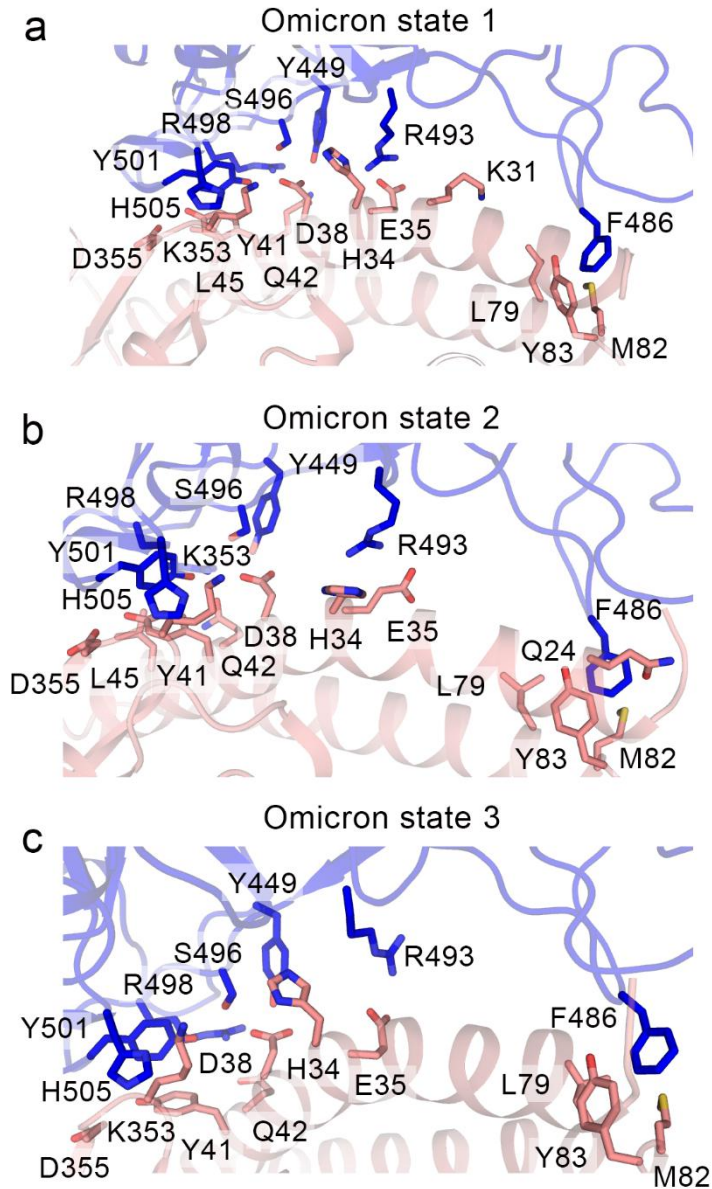 a
Omicron state 1
Y449
S496
R498
R493
Y501
K31
H505
F486
D38
E35
D355
K353
Y41
H34
L45
Q42
L79
Y83
M82
b
Omicron state 2
Y449
R498
S496
Y501
K353
R493
H505
F486
Q24
D38
H34
E35
D355
L45
Y41
Q42
L79
Y83
M82
c
Omicron state 3
Y449
S496
R493
R498
Y501
F486
D38
H34
H505
E35
L79
K353
Q42
Y41
Y83
D355
M82